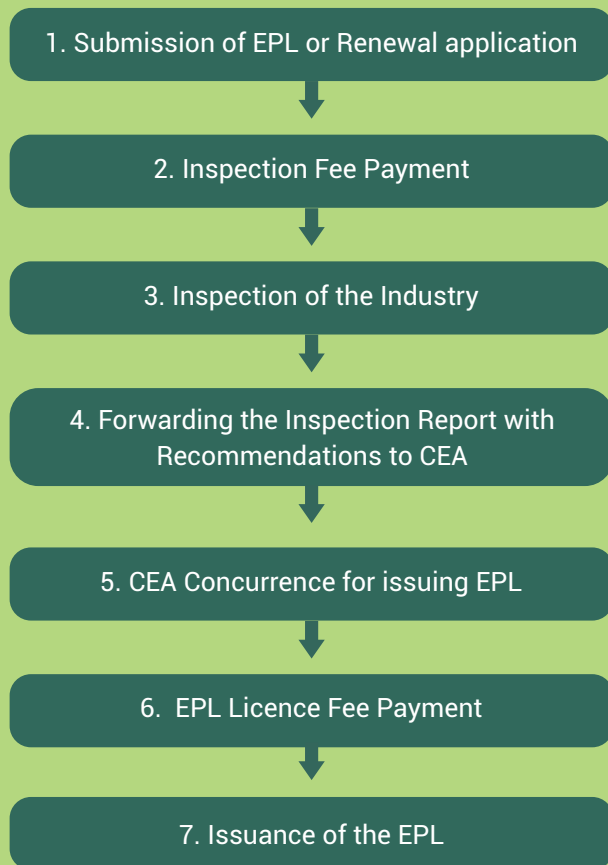 1. Submission of EPL or Renewal application
2. Inspection Fee Payment
3. Inspection of the Industry
4. Forwarding the Inspection Report with
Recommendations to CEA
5. CEA Concurrence for issuing EPL
6. EPL Licence Fee Payment
7. Issuance of the EPL